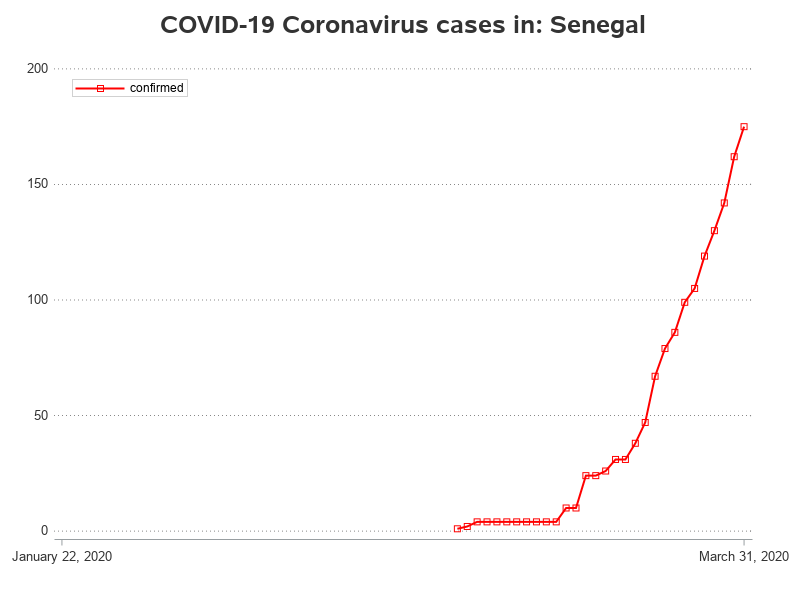 COVID-19 Coronavirus cases in: Senegal
200
confirmed
150
100
50
0
January 22, 2020
March 31, 2020